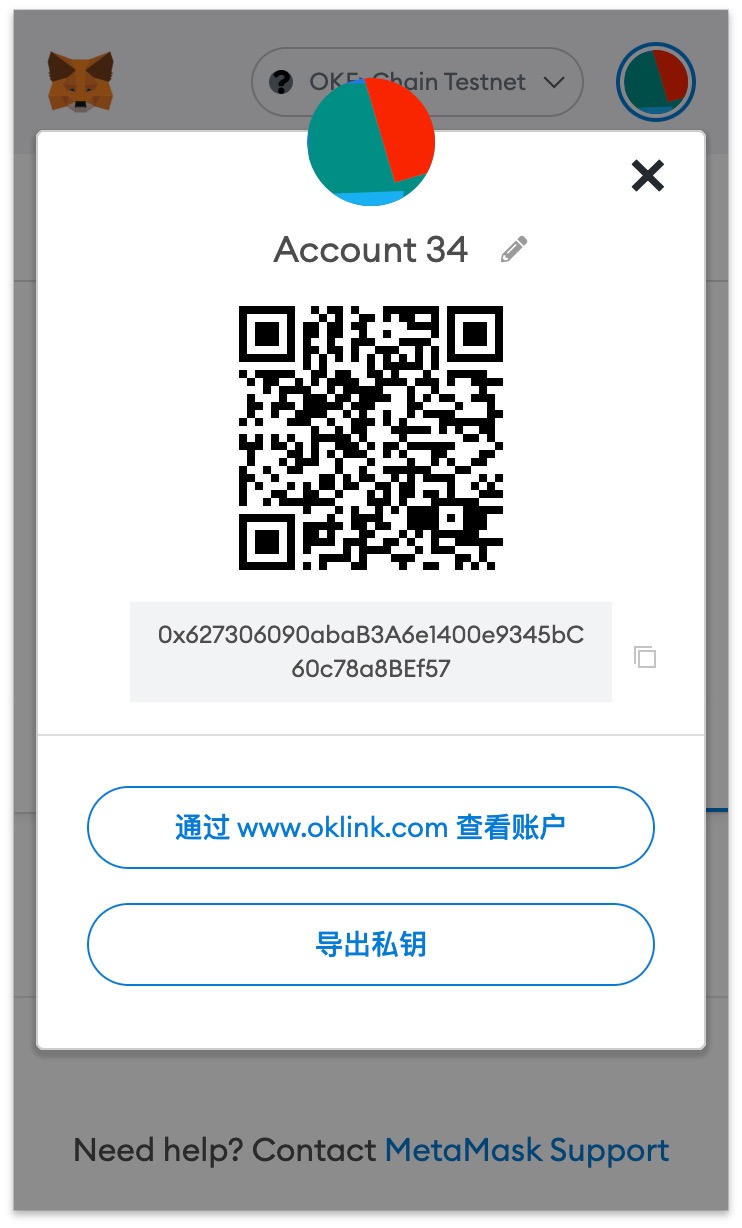 Chain Testnet
Account 34
0x627306090abaB3A6e1400e9345bC
60c78a8BEf57
通过 www.oklink.com 查看账户
导出私钥
Need help? Contact MetaMask Support